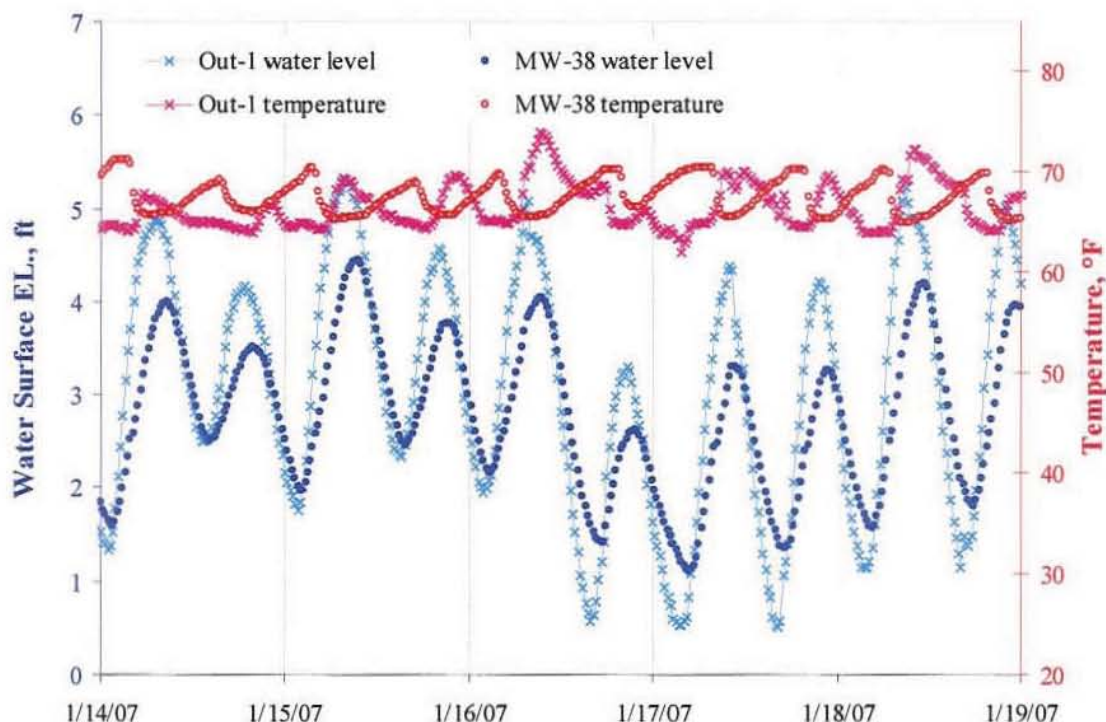 7
6
5
4
3
2
1
0
Water Surface EL., ft
Out-1 water level
MW-38 water level
Out-1 temperature
MW-38 temperature
80
70
60
50
40
30
20
Temperature, °F
1/14/07 1/15/07 1/16/07 1/17/07 1/18/07 1/19/07